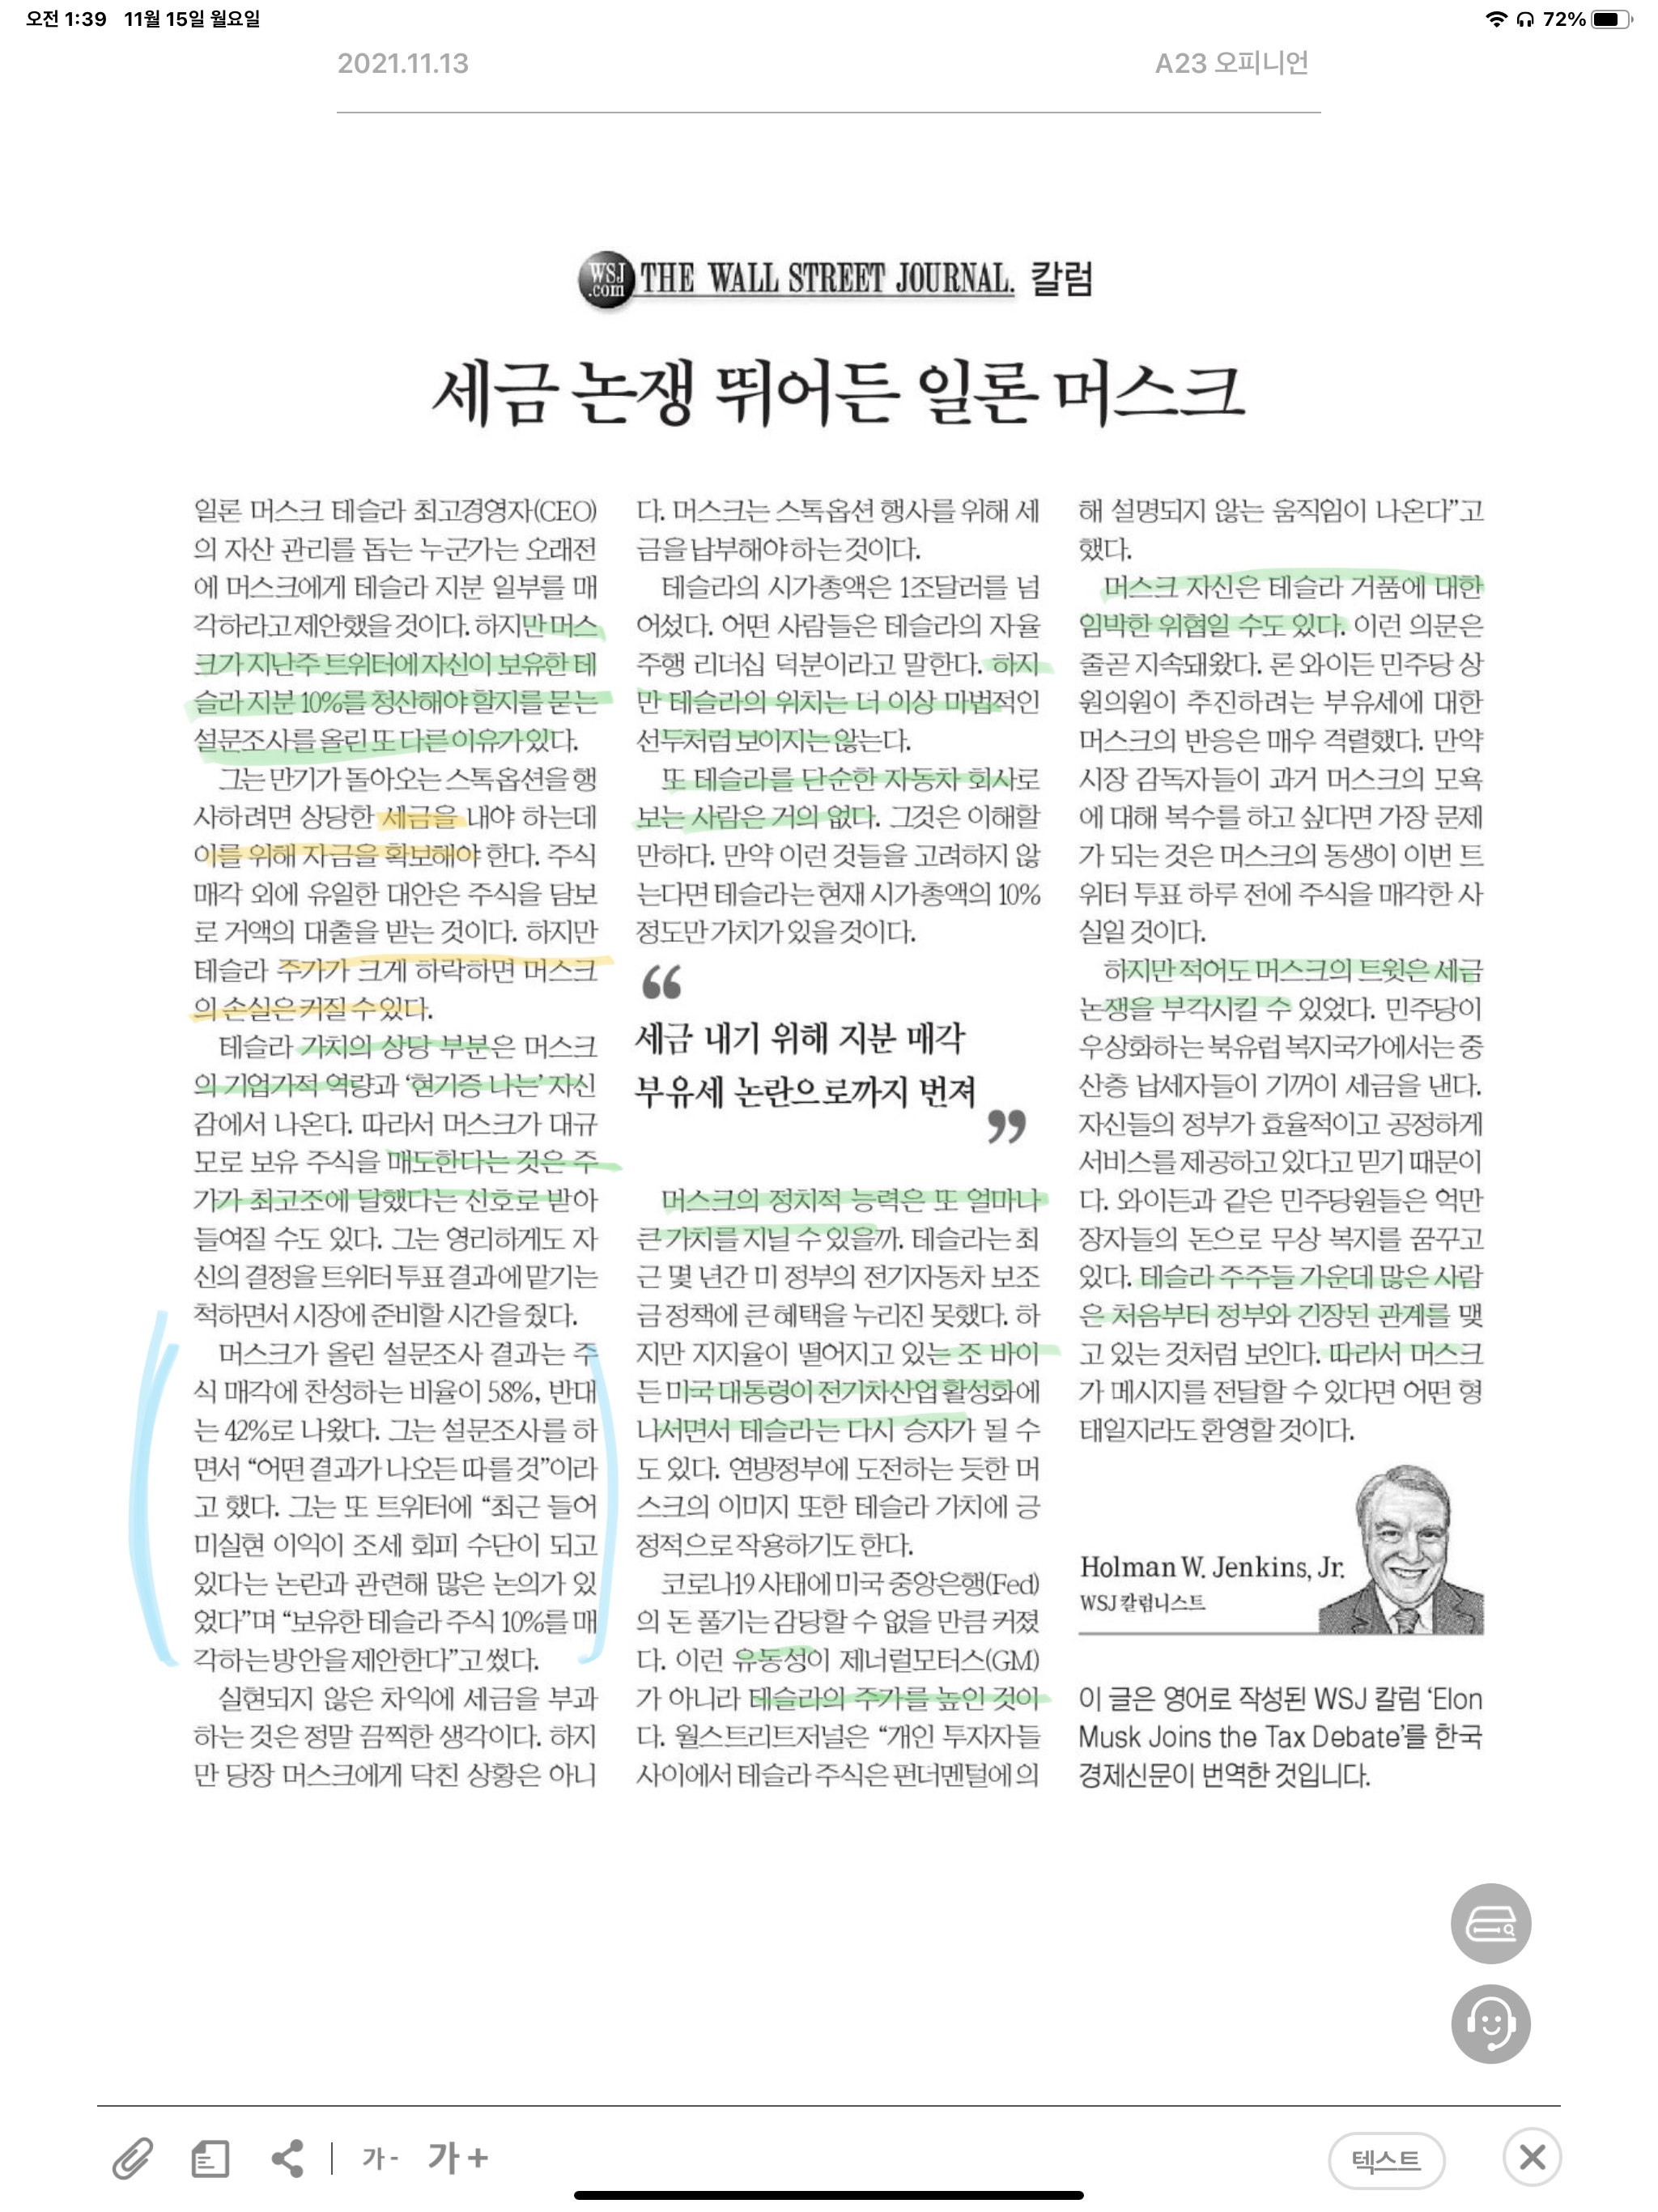 오전 1:39 11월 15일 월요일
72%
2021.11.13
A23 오피니언
WSJ
.com
THE WALL STREET JOURNAL. 칼럼
세금 논쟁 뛰어든 일론 머스크
일론 머스크 테슬라 최고경영자(CEO)
의 자산 관리를 돕는 누군가는 오래전
에 머스크에게 테슬라 지분 일부를 매
각하라고 제안했을 것이다. 하지만 머스
크가 지난주 트위터에 자신이 보유한 테
슬라 지분 10%를 청산해야 할지를 묻는
설문조사를 올린 또 다른 이유가 있다.
그는 만기가 돌아오는 스톡옵션을 행
사하려면 상당한 세금을 내야 하는데
이를 위해 자금을 확보해야 한다. 주식
매각 외에 유일한 대안은 주식을 담보
로 거액의 대출을 받는 것이다. 하지만
테슬라 주가가 크게 하락하면 머스크
의 손실은 커질 수 있다.
테슬라 가치의 상당 부분은 머스크
의 기업가적 역량과 ‘현기증 나는’ 자신
감에서 나온다. 따라서 머스크가 대규
모로 보유 주식을 매도한다는 것은 주
가가 최고조에 달했다는 신호로 받아
들여질 수도 있다. 그는 영리하게도 자
신의 결정을 트위터 투표 결과에 맡기는
척하면서 시장에 준비할 시간을 줬다.
머스크가 올린 설문조사 결과는 주
식 매각에 찬성하는 비율이 58%, 반대
는 42%로 나왔다. 그는 설문조사를 하
면서 “어떤 결과가 나오든 따를 것”이라
고 했다. 그는 또 트위터에 “최근 들어
미실현 이익이 조세 회피 수단이 되고
있다는 논란과 관련해 많은 논의가 있
었다”며 “보유한 테슬라 주식 10%를 매
각하는 방안을 제안한다”고 썼다.
실현되지 않은 차익에 세금을 부과
하는 것은 정말 끔찍한 생각이다. 하지
만 당장 머스크에게 닥친 상황은 아니
다. 머스크는 스톡옵션 행사를 위해 세
금을 납부해야 하는 것이다.
테슬라의 시가총액은 1조달러를 넘
어섰다. 어떤 사람들은 테슬라의 자율
주행 리더십 덕분이라고 말한다. 하지
만 테슬라의 위치는 더 이상 마법적인
선두처럼 보이지는 않는다.
또 테슬라를 단순한 자동차 회사로
보는 사람은 거의 없다. 그것은 이해할
만하다. 만약 이런 것들을 고려하지 않
는다면 테슬라는 현재 시가총액의 10%
정도만 가치가 있을 것이다.
“
세금 내기 위해 지분 매각
부유세 논란으로까지 번져
”
머스크의 정치적 능력은 또 얼마나
큰 가치를 지닐 수 있을까. 테슬라는 최
근 몇 년간 미 정부의 전기자동차 보조
금 정책에 큰 혜택을 누리진 못했다. 하
지만 지지율이 떨어지고 있는 조 바이
든 미국 대통령이 전기차산업 활성화에
나서면서 테슬라는 다시 승자가 될 수
도 있다. 연방정부에 도전하는 듯한 머
스크의 이미지 또한 테슬라 가치에 긍
정적으로 작용하기도 한다.
코로나19 사태에 미국 중앙은행(Fed)
의 돈 풀기는 감당할 수 없을 만큼 커졌
다. 이런 유동성이 제너럴모터스(GM)
가 아니라 테슬라의 주가를 높인 것이
다. 월스트리트저널은 “개인 투자자들
사이에서 테슬라 주식은 펀더멘털에 의
해 설명되지 않는 움직임이 나온다”고
했다.
머스크 자신은 테슬라 거품에 대한
임박한 위협일 수도 있다. 이런 의문은
줄곧 지속돼왔다. 론 와이든 민주당 상
원의원이 추진하려는 부유세에 대한
머스크의 반응은 매우 격렬했다. 만약
시장 감독자들이 과거 머스크의 모욕
에 대해 복수를 하고 싶다면 가장 문제
가 되는 것은 머스크의 동생이 이번 트
위터 투표 하루 전에 주식을 매각한 사
실일 것이다.
하지만 적어도 머스크의 트윗은 세금
논쟁을 부각시킬 수 있었다. 민주당이
우상화하는 북유럽 복지국가에서는 중
산층 납세자들이 기꺼이 세금을 낸다.
자신들의 정부가 효율적이고 공정하게
서비스를 제공하고 있다고 믿기 때문이
다. 와이든과 같은 민주당원들은 억만
장자들의 돈으로 무상 복지를 꿈꾸고
있다. 테슬라 주주들 가운데 많은 사람
은 처음부터 정부와 긴장된 관계를 맺
고 있는 것처럼 보인다. 따라서 머스크
가 메시지를 전달할 수 있다면 어떤 형
태일지라도 환영할 것이다.
Holman W. Jenkins, Jr.
WSJ 칼럼니스트
이 글은 영어로 작성된 WSJ 칼럼 ‘Elon
Musk Joins the Tax Debate’를 한국
경제신문이 번역한 것입니다.
가- 가+
텍스트